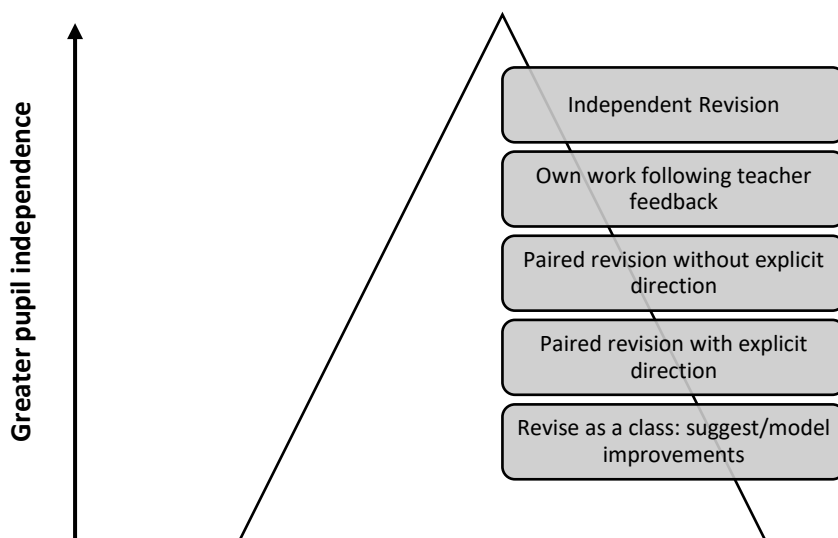 Greater pupil independence
Independent Revision
Own work following teacher
feedback
Paired revision without explicit
direction
Paired revision with explicit
direction
Revise as a class: suggest/model
improvements